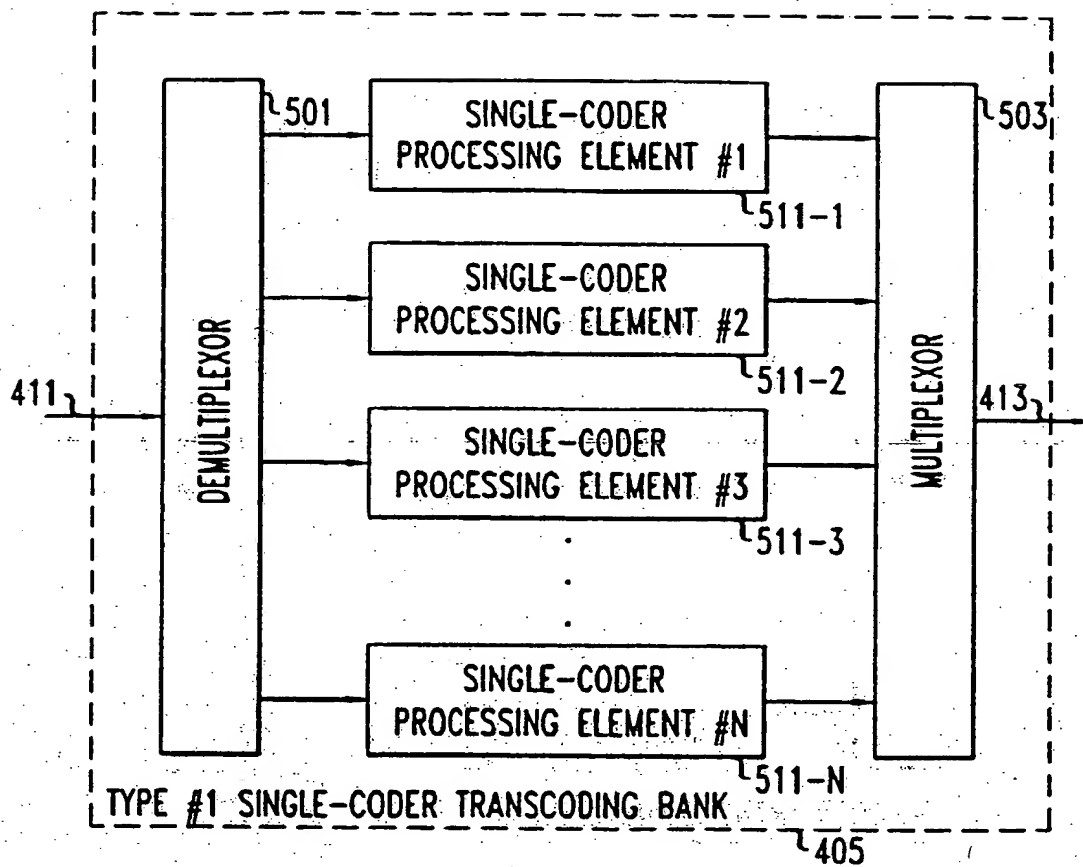 501
SINGLE-CODER
PROCESSING ELEMENT #1
503
511-1
SINGLE-CODER
PROCESSING ELEMENT #2
511-2
411
DEMULTIPLEXOR
MULTIPLEXOR
413
SINGLE-CODER
PROCESSING ELEMENT #3
511-3
SINGLE-CODER
PROCESSING ELEMENT #N
511-N
TYPE #1 SINGLE-CODER TRANSCODING BANK
405